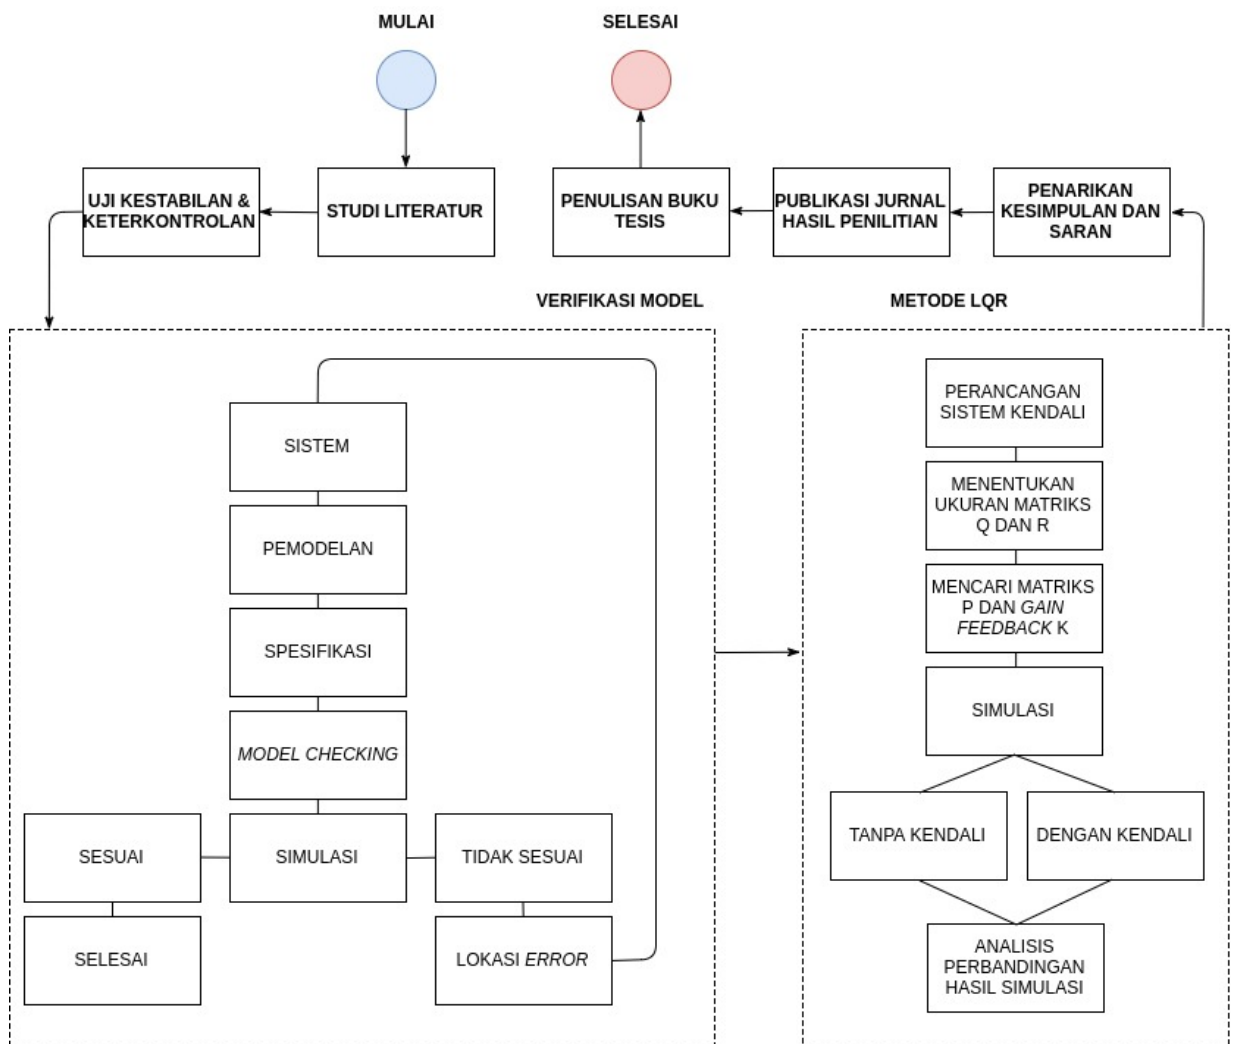 MULAI
SELESAI
UJI KESTABILAN &
KETERKONTROLAN
STUDI LITERATUR
PENULISAN BUKU
TESIS
PUBLIKASI JURNAL
HASIL PENILITIAN
PENARIKAN
KESIMPULAN DAN
SARAN
VERIFIKASI MODEL
SISTEM
PEMODELAN
SPESIFIKASI
MODEL CHECKING
SESUAI
SIMULASI
TIDAK SESUAI
SELESAI
LOKASI ERROR
METODE LQR
PERANCANGAN
SISTEM KENDALI
MENENTUKAN
UKURAN MATRIKS
Q DAN R
MENCARI MATRIKS
P DAN GAIN
FEEDBACK K
SIMULASI
TANPA KENDALI
DENGAN KENDALI
ANALISIS
PERBANDINGAN
HASIL SIMULASI